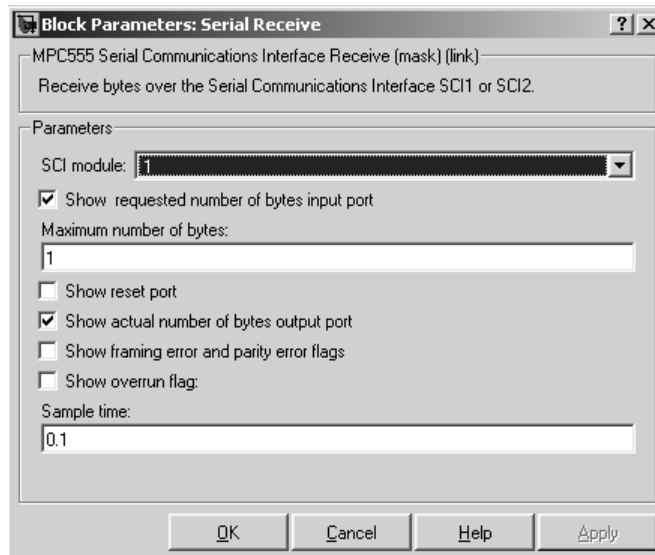 Block Parameters: Serial Receive
MPC555 Serial Communications Interface Receive (mask) (link)
Receive bytes over the Serial Communications Interface SCI1 or SCI2.
Parameters
SCI module: 1
Show requested number of bytes input port
Maximum number of bytes:
1
Show reset port
Show actual number of bytes output port
Show framing error and parity error flags
Show overrun flag:
Sample time:
0.1
OK Cancel Help Apply